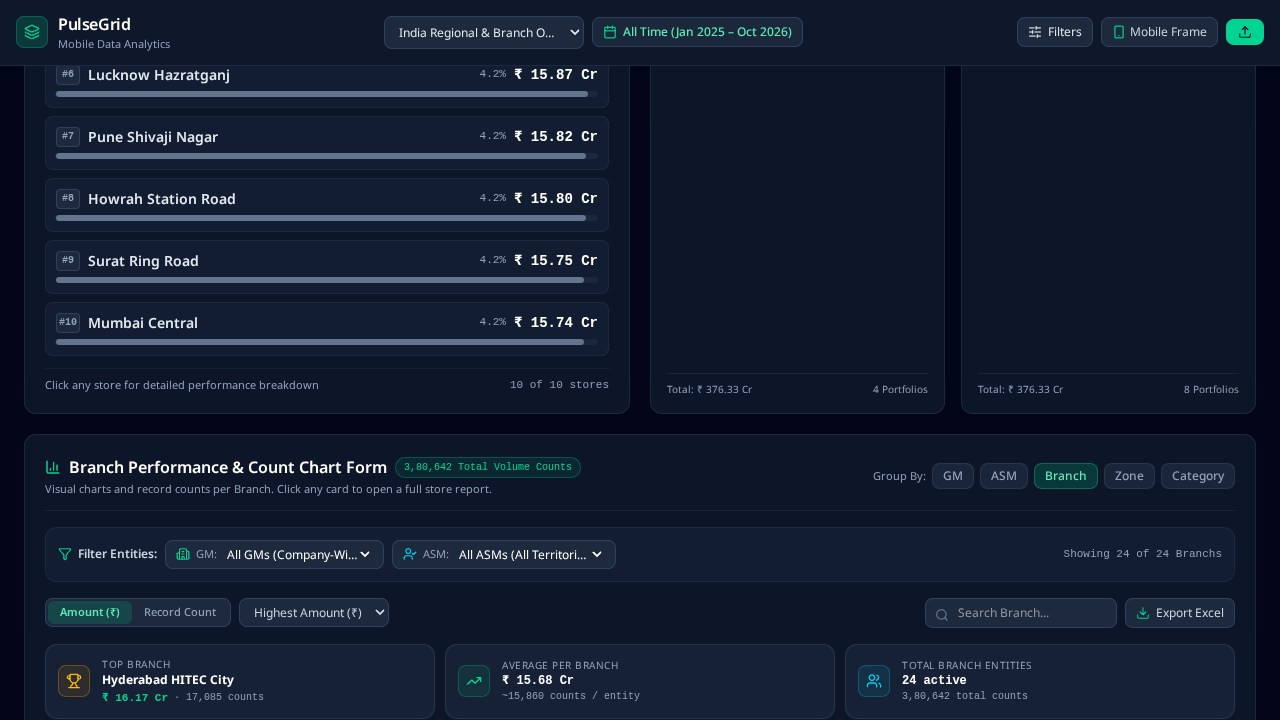 PulseGrid
Mobile Data Analytics
India Regional & Branch O...
All Time (Jan 2025 – Oct 2026)
Filters
Mobile Frame
#6 Lucknow Hazratganj 4.2% ₹ 15.87 Cr
#7 Pune Shivaji Nagar 4.2% ₹ 15.82 Cr
#8 Howrah Station Road 4.2% ₹ 15.80 Cr
#9 Surat Ring Road 4.2% ₹ 15.75 Cr
#10 Mumbai Central 4.2% ₹ 15.74 Cr
Click any store for detailed performance breakdown 10 of 10 stores
Total: ₹ 376.33 Cr 4 Portfolios
Total: ₹ 376.33 Cr 8 Portfolios
Branch Performance & Count Chart Form 3,80,642 Total Volume Counts
Visual charts and record counts per Branch. Click any card to open a full store report.
Group By: GM ASM Branch Zone Category
Filter Entities: GM: All GMs (Company-Wi... ASM: All ASMs (All Territori... Showing 24 of 24 Branchs
Amount (₹) Record Count Highest Amount (₹) Search Branch... Export Excel
TOP BRANCH
Hyderabad HITEC City
₹ 16.17 Cr · 17,085 counts
AVERAGE PER BRANCH
₹ 15.68 Cr
~15,860 counts / entity
TOTAL BRANCH ENTITIES
24 active
3,80,642 total counts